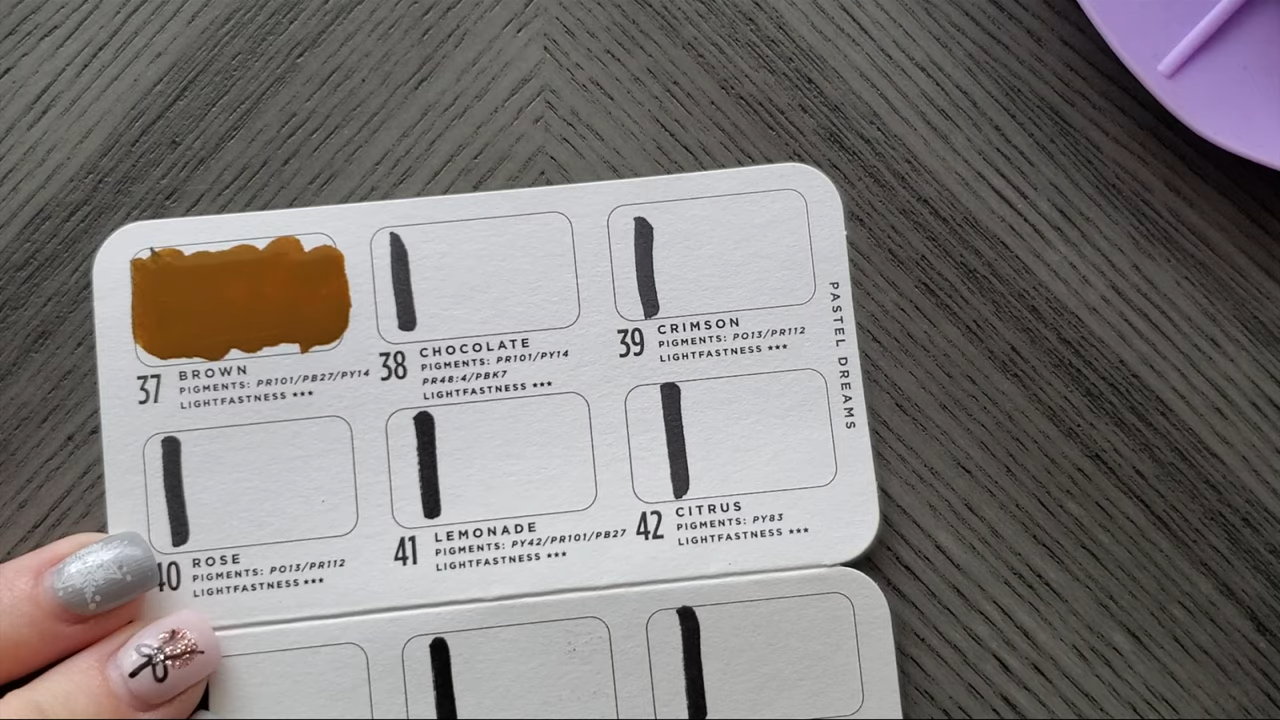 37 BROWN
PIGMENTS: PR101/PB27/PY14
LIGHTFASTNESS ***
38 CHOCOLATE
PIGMENTS: PR101/PY14
PR48:4/PBK7
LIGHTFASTNESS ***
39 CRIMSON
PIGMENTS: PO13/PR112
LIGHTFASTNESS ***
PASTEL DREAMS
40 ROSE
PIGMENTS: PO13/PR112
LIGHTFASTNESS ***
41 LEMONADE
PIGMENTS: PY42/PR101/PB27
LIGHTFASTNESS ***
42 CITRUS
PIGMENTS: PY83
LIGHTFASTNESS ***